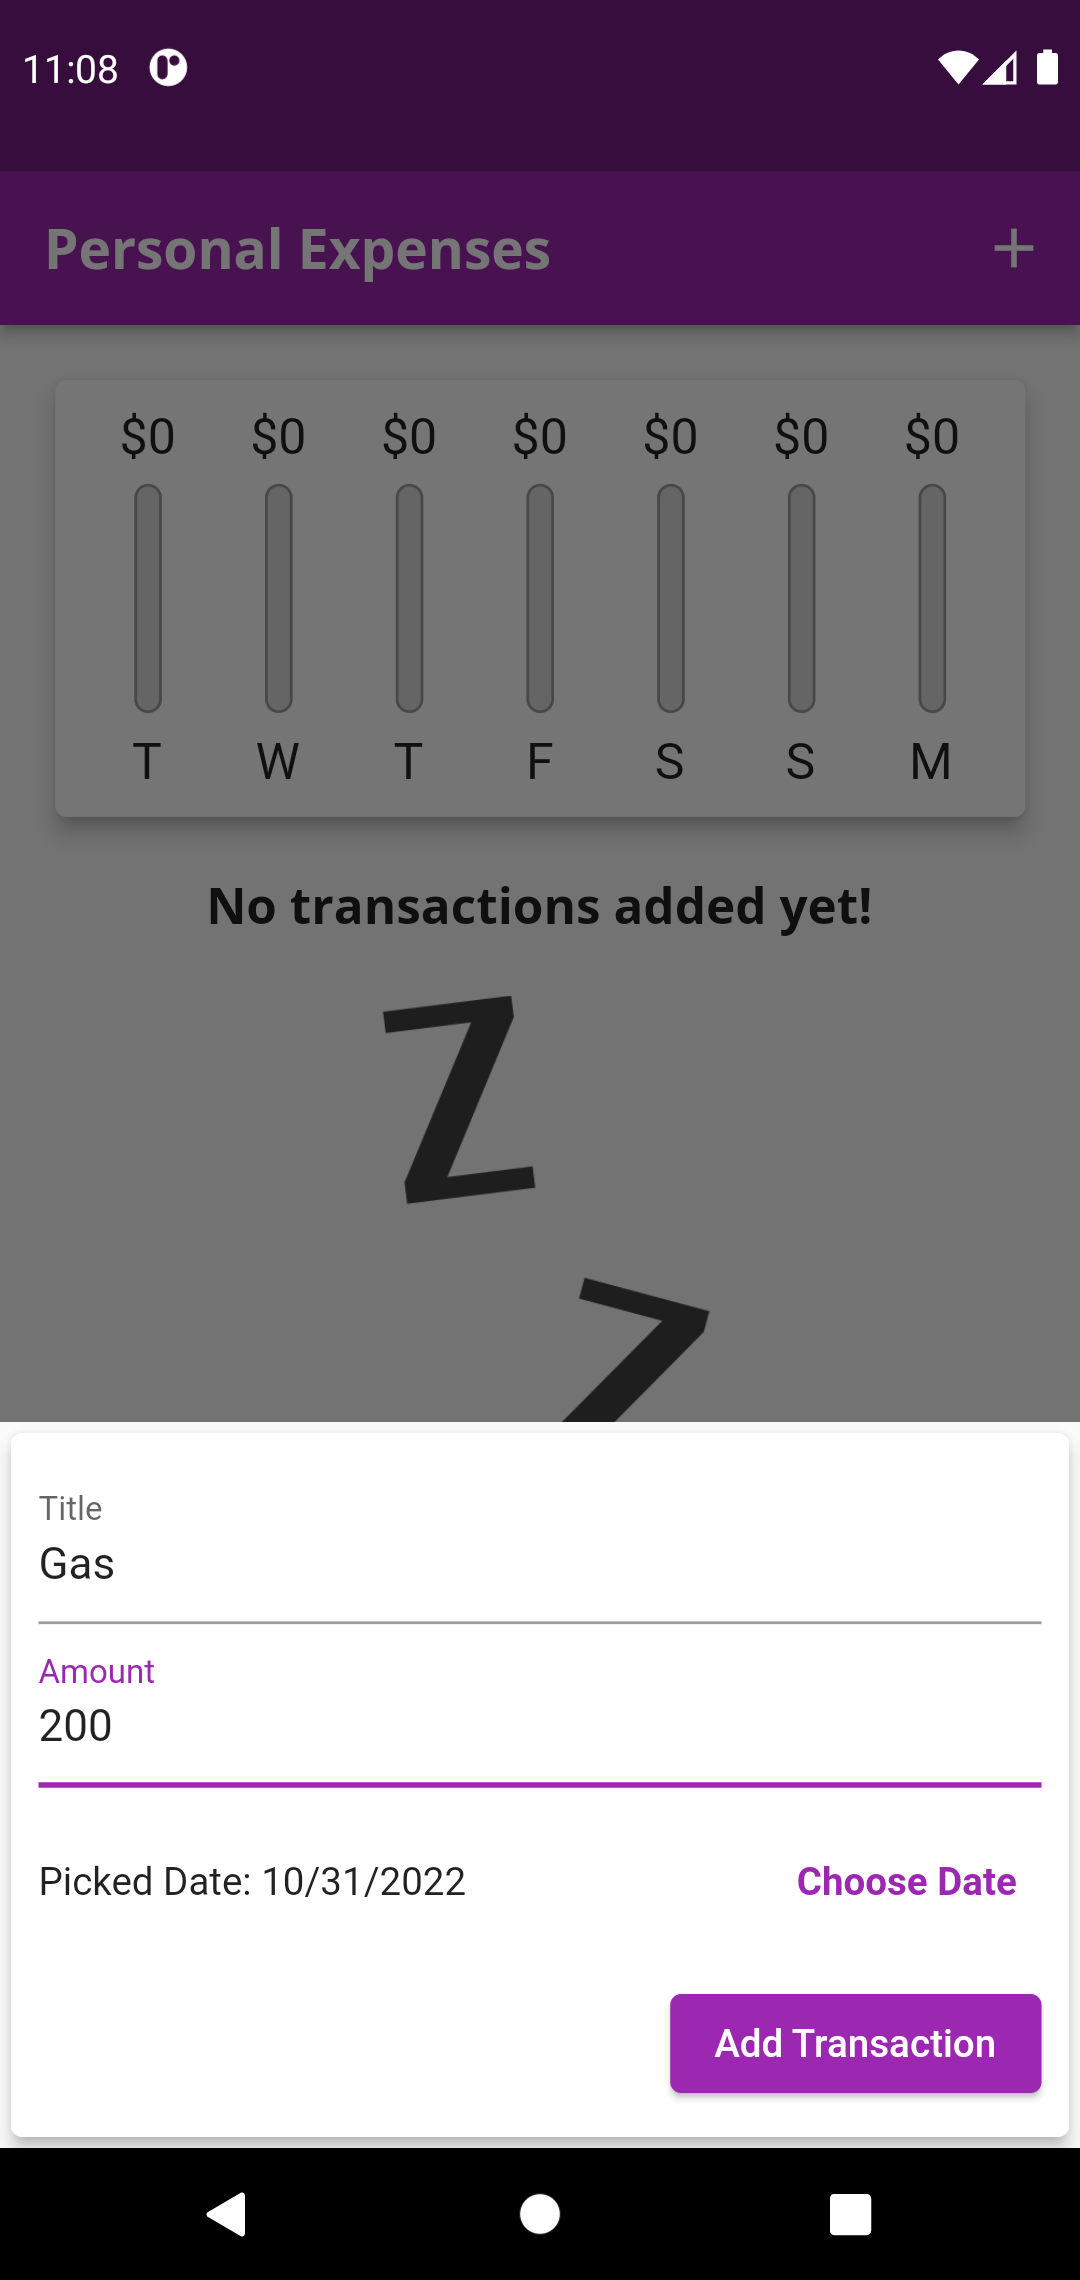 11:08
Personal Expenses +
$0 $0 $0 $0 $0 $0 $0
T W T F S S M
No transactions added yet!
Z
Z
Title
Gas
Amount
200
Picked Date: 10/31/2022 Choose Date
Add Transaction